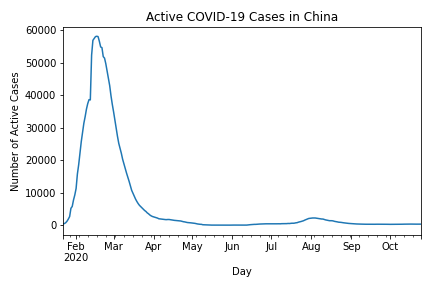 Active COVID-19 Cases in China
Number of Active Cases
60000
50000
40000
30000
20000
10000
0
Feb Mar Apr May Jun Jul Aug Sep Oct
2020
Day